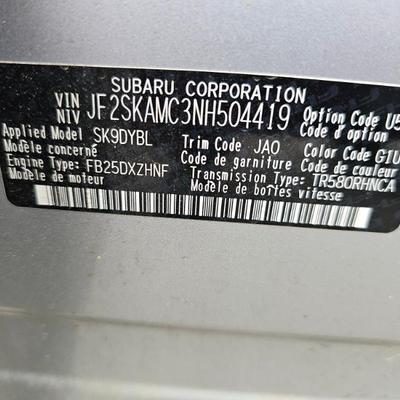 SUBARU CORPORATION
VIN NIV JF2SKAMC3NH504419 Option Code U5
Applied Model SK9DYBL Trim Code JAO Color Code G1U
Modèle concerné Code de garniture Code de couleur
Engine Type FB25DXZHNF Transmission Type TR580RHNCA
Modèle de moteur Modèle de boîtes vitesse